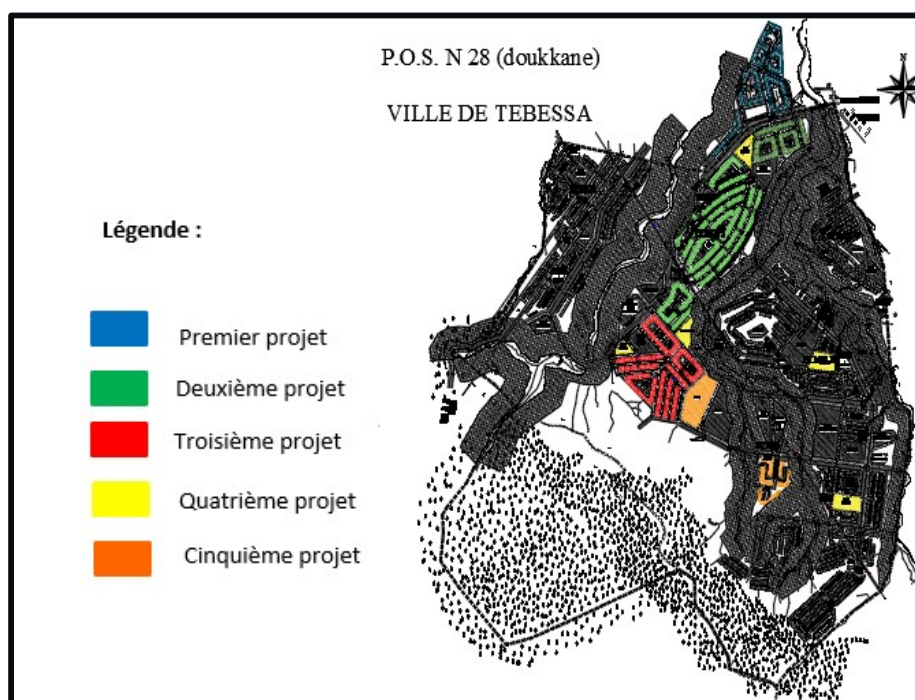 P.O.S. N 28 (doukkane)
VILLE DE TEBESSA
N
Légende :
Premier projet
Deuxième projet
Troisième projet
Quatrième projet
Cinquième projet